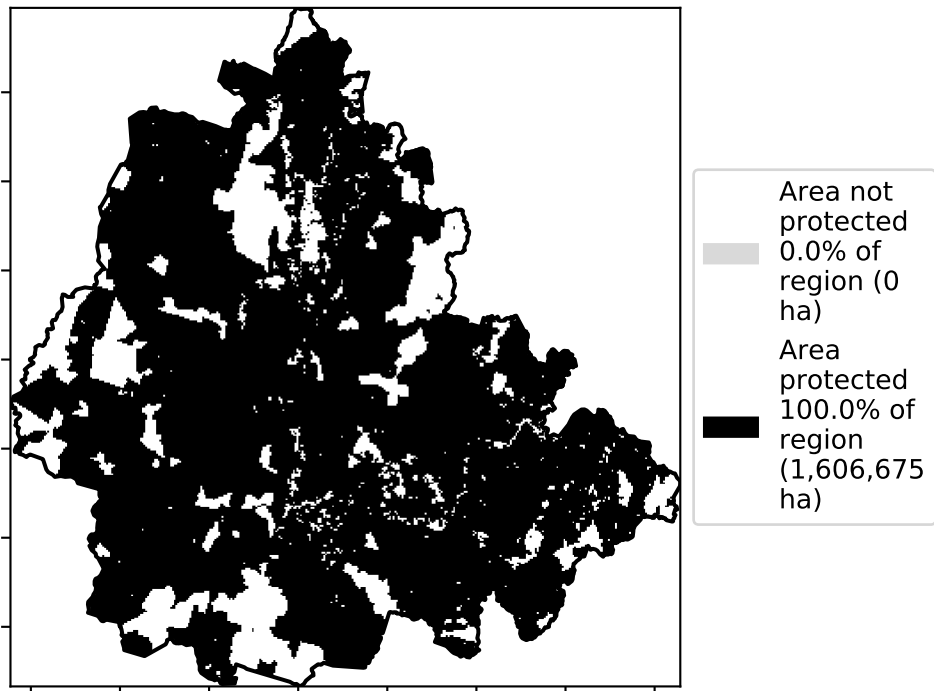 Area not
protected
0.0% of
region (0
ha)
Area
protected
100.0% of
region
(1,606,675
ha)